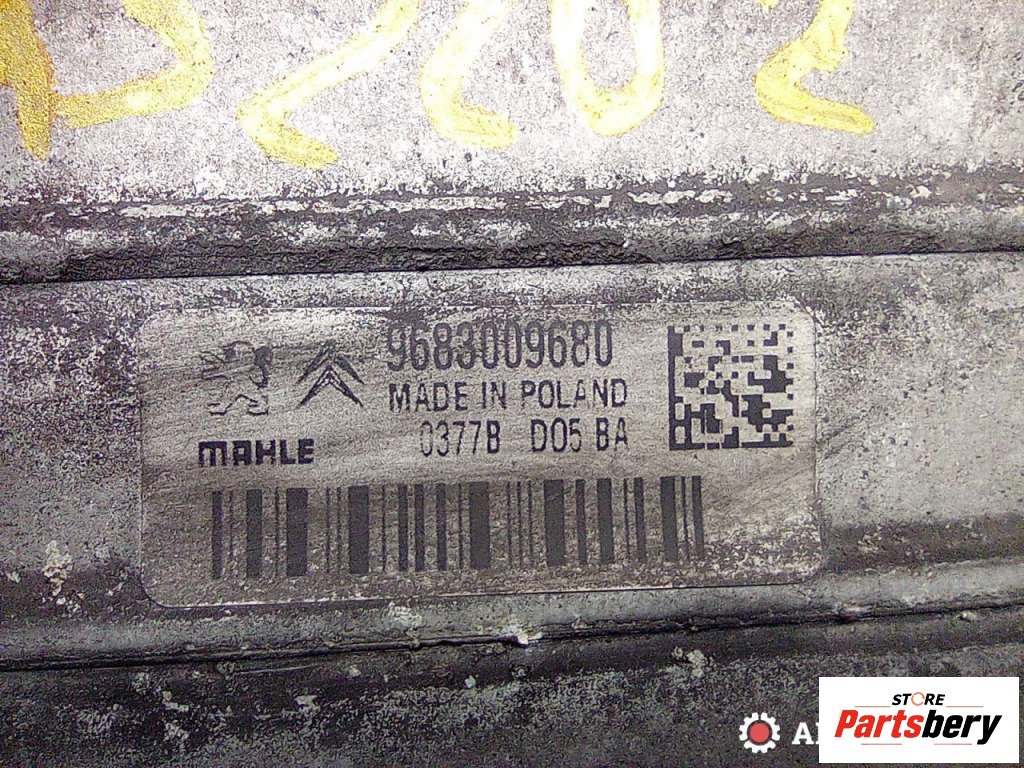 9683009680
MADE IN POLAND
0377B D05 BA
MAHLE
STORE
Partsbery